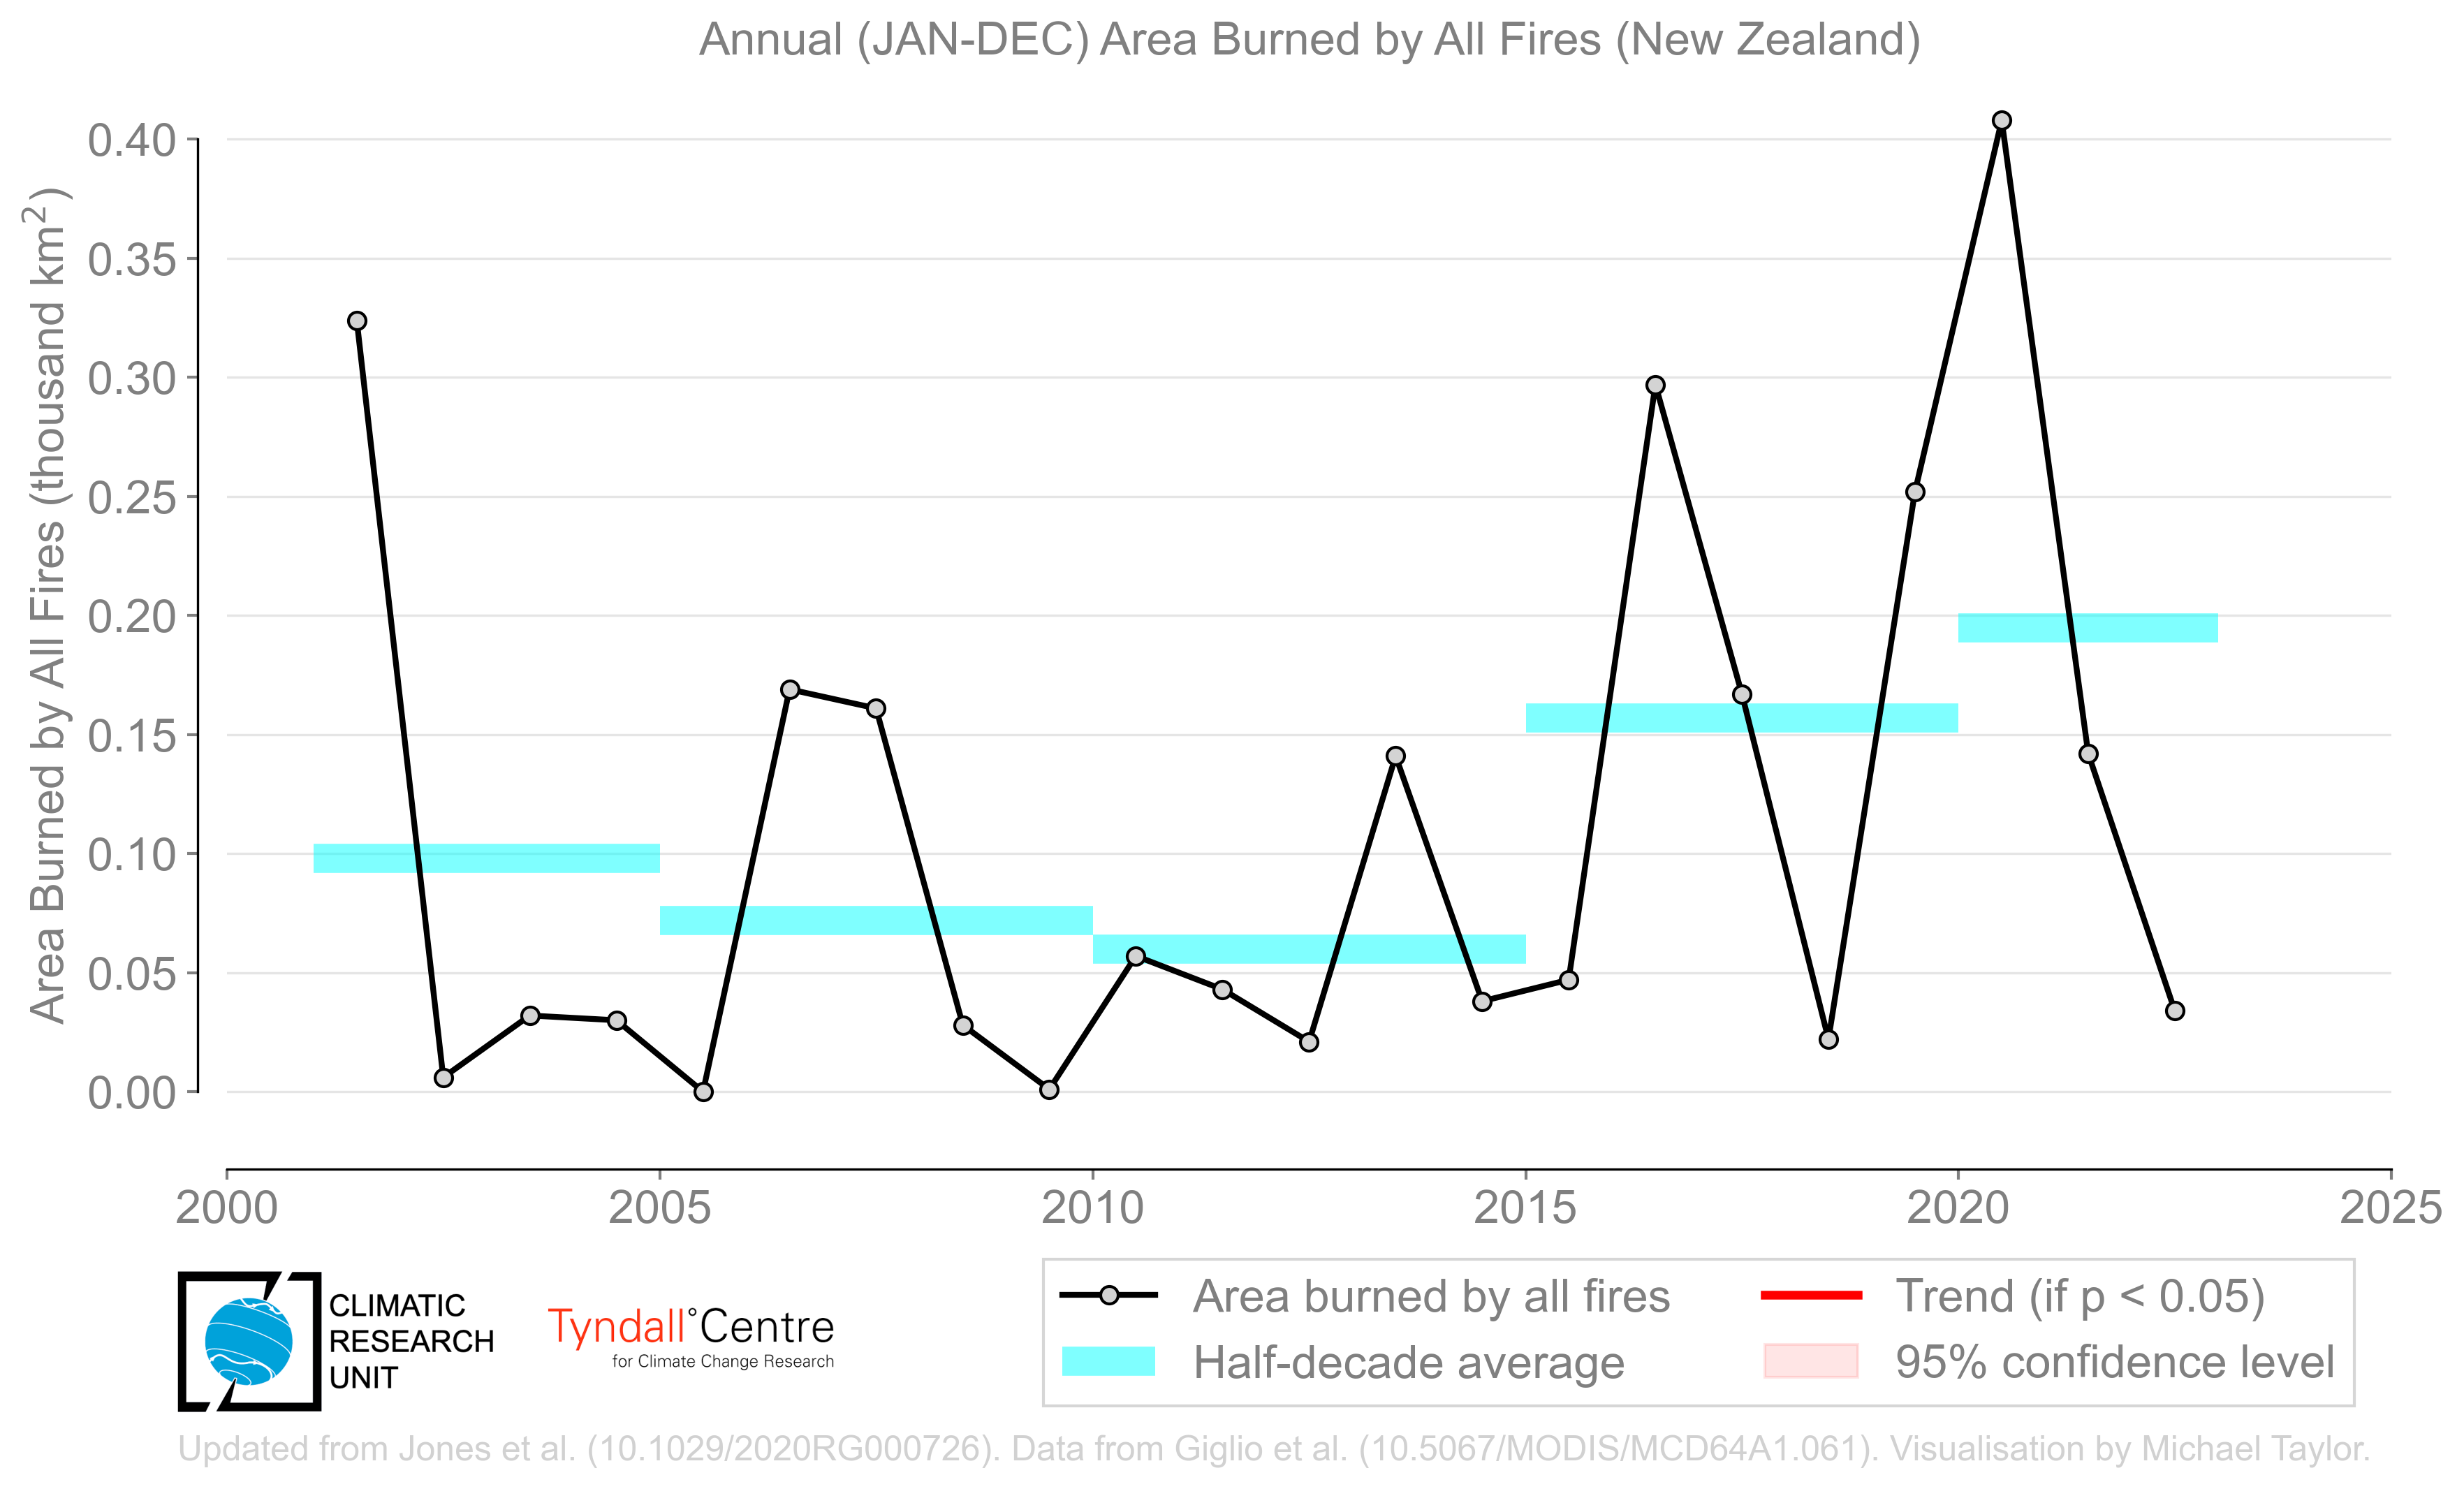 Annual (JAN-DEC) Area Burned by All Fires (New Zealand)
Area Burned by All Fires (thousand km²)
0.40
0.35
0.30
0.25
0.20
0.15
0.10
0.05
0.00
2000 2005 2010 2015 2020 2025
CLIMATIC
RESEARCH
UNIT
Tyndall°Centre
for Climate Change Research
Area burned by all fires
Half-decade average
Trend (if p < 0.05)
95% confidence level
Updated from Jones et al. (10.1029/2020RG000726). Data from Giglio et al. (10.5067/MODIS/MCD64A1.061). Visualisation by Michael Taylor.